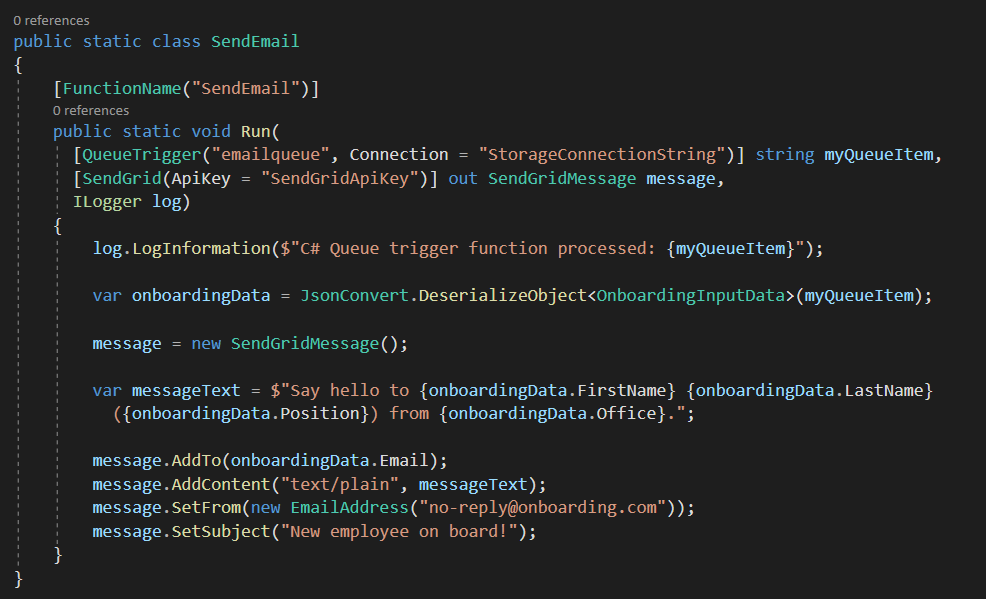 0 references
public static class SendEmail
{
[FunctionName("SendEmail")]
0 references
public static void Run(
[QueueTrigger("emailqueue", Connection = "StorageConnectionString")] string myQueueItem,
[SendGrid(ApiKey = "SendGridApiKey")] out SendGridMessage message,
ILogger log)
{
log.LogInformation($"C# Queue trigger function processed: {myQueueItem}");
var onboardingData = JsonConvert.DeserializeObject<OnboardingInputData>(myQueueItem);
message = new SendGridMessage();
var messageText = $"Say hello to {onboardingData.FirstName} {onboardingData.LastName}
({onboardingData.Position}) from {onboardingData.Office}.";
message.AddTo(onboardingData.Email);
message.AddContent("text/plain", messageText);
message.SetFrom(new EmailAddress("no-reply@onboarding.com"));
message.SetSubject("New employee on board!");
}
}